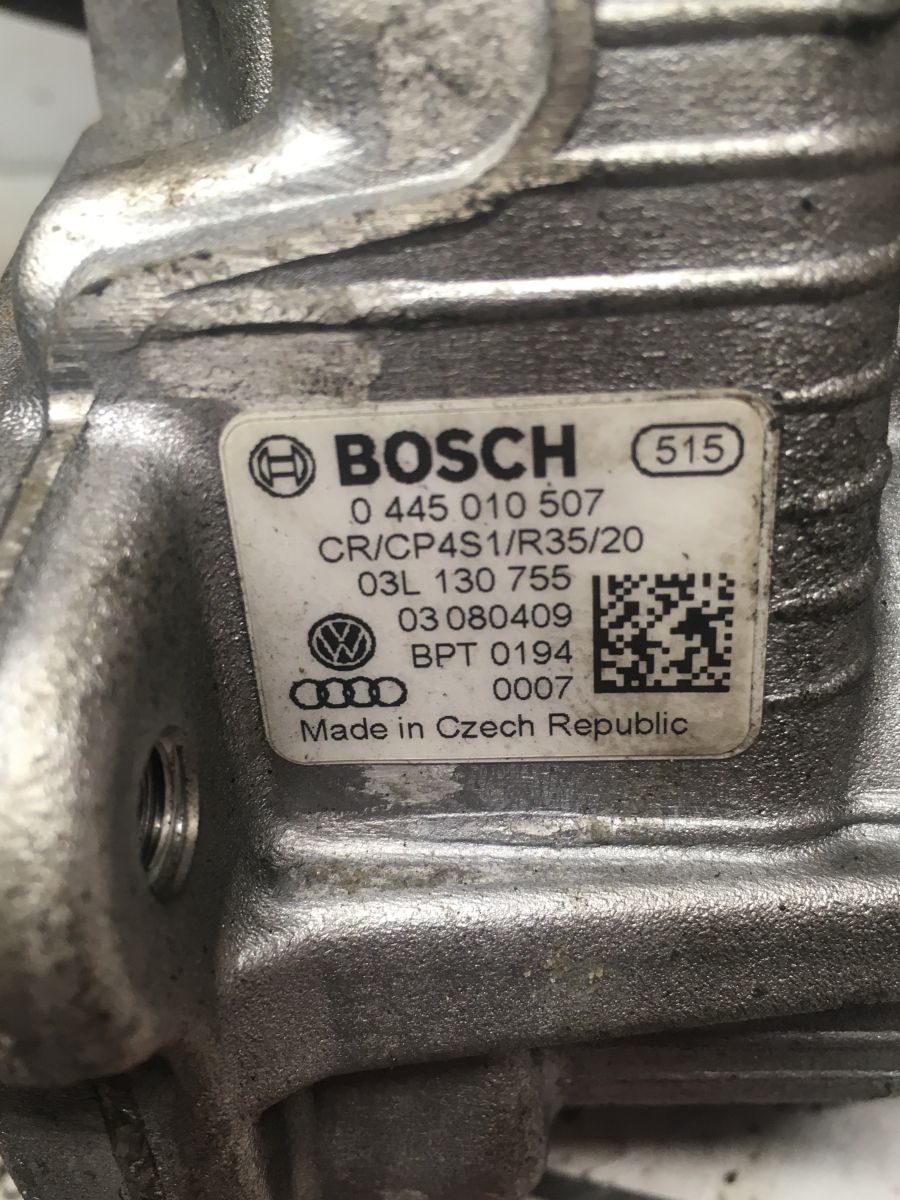 BOSCH 515
0 445 010 507
CR/CP4S1/R35/20
03L 130 755
03 080409
BPT 0194
0007
Made in Czech Republic